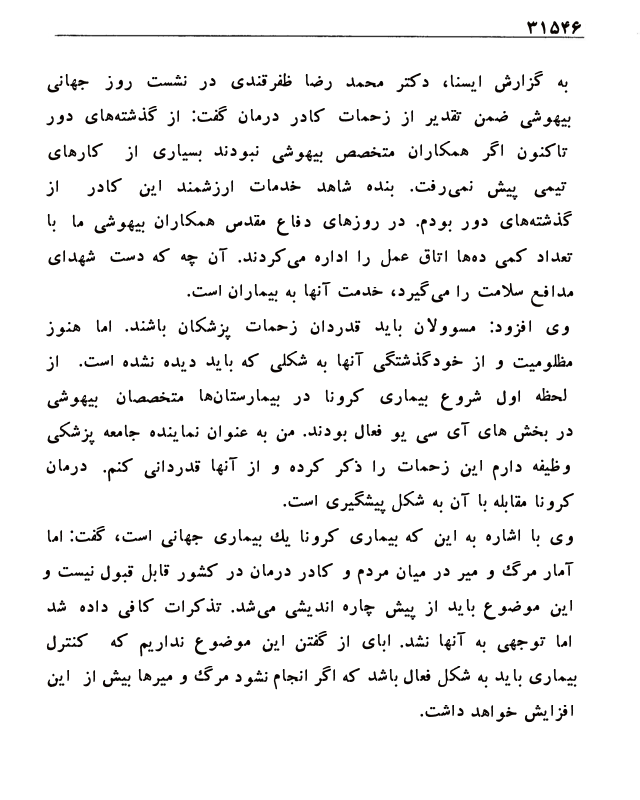 ۳۱۵۴۶
به گزارش ایسنا، دکتر محمد رضا ظفرقندی در نشست روز جهانی
بیهوشی ضمن تقدیر از زحمات کادر درمان گفت: از گذشته‌های دور
تاکنون اگر همکاران متخصص بیهوشی نبودند بسیاری از کارهای
تیمی پیش نمی‌رفت. بنده شاهد خدمات ارزشمند این کادر از
گذشته‌های دور بودم. در روزهای دفاع مقدس همکاران بیهوشی ما با
تعداد کمی ده‌ها اتاق عمل را اداره می‌کردند. آن چه که دست شهدای
مدافع سلامت را می‌گیرد، خدمت آنها به بیماران است.
وی افزود: مسوولان باید قدردان زحمات پزشکان باشند. اما هنوز
مظلومیت و از خودگذشتگی آنها به شکلی که باید دیده نشده است. از
لحظه اول شروع بیماری کرونا در بیمارستان‌ها متخصصان بیهوشی
در بخش های آی سی یو فعال بودند. من به عنوان نماینده جامعه پزشکی
وظیفه دارم این زحمات را ذکر کرده و از آنها قدردانی کنم. درمان
کرونا مقابله با آن به شکل پیشگیری است.
وی با اشاره به این که بیماری کرونا یك بیماری جهانی است، گفت: اما
آمار مرگ و میر در میان مردم و کادر درمان در کشور قابل قبول نیست و
این موضوع باید از پیش چاره اندیشی می‌شد. تذکرات کافی داده شد
اما توجهی به آنها نشد. ابای از گفتن این موضوع نداریم که کنترل
بیماری باید به شکل فعال باشد که اگر انجام نشود مرگ و میرها بیش از این
افزایش خواهد داشت.